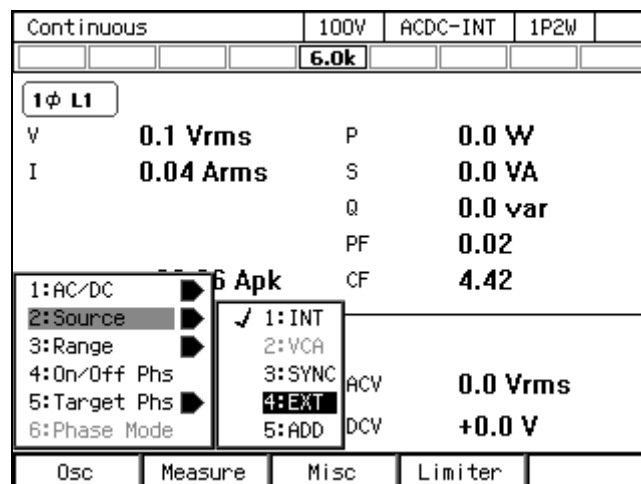 Continuous 100V ACDC-INT 1P2W
6.0k
1φ L1
V 0.1 Vrms P 0.0 W
I 0.04 Arms S 0.0 VA
Q 0.0 var
PF 0.02
6 Apk CF 4.42
1:AC/DC
2:Source ✓ 1:INT
3:Range 2:VCA
4:On/Off Phs 3:SYNC ACV 0.0 Vrms
5:Target Phs 4:EXT
6:Phase Mode 5:ADD DCV +0.0 V
Osc Measure Misc Limiter